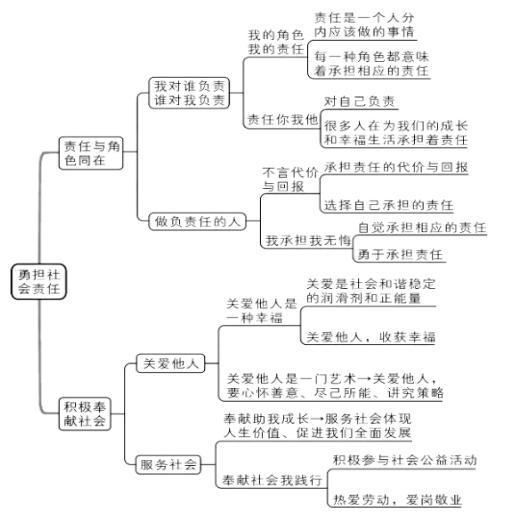 勇担社
会责任
责任与角
色同在
我对谁负责
谁对我负责
我的角色
我的责任
责任是一个人分
内应该做的事情
每一种角色都意味
着承担相应的责任
责任你我他
对自己负责
很多人在为我们的成长
和幸福生活承担着责任
做负责任的人
不言代价
与回报
承担责任的代价与回报
选择自己承担的责任
我承担我无悔
自觉承担相应的责任
勇于承担责任
积极奉
献社会
关爱他人
关爱他人是
一种幸福
关爱是社会和谐稳定
的润滑剂和正能量
关爱他人，收获幸福
关爱他人是一门艺术→关爱他人，
要心怀善意、尽己所能、讲究策略
服务社会
奉献助我成长→服务社会体现
人生价值、促进我们全面发展
奉献社会我践行
积极参与社会公益活动
热爱劳动，爱岗敬业